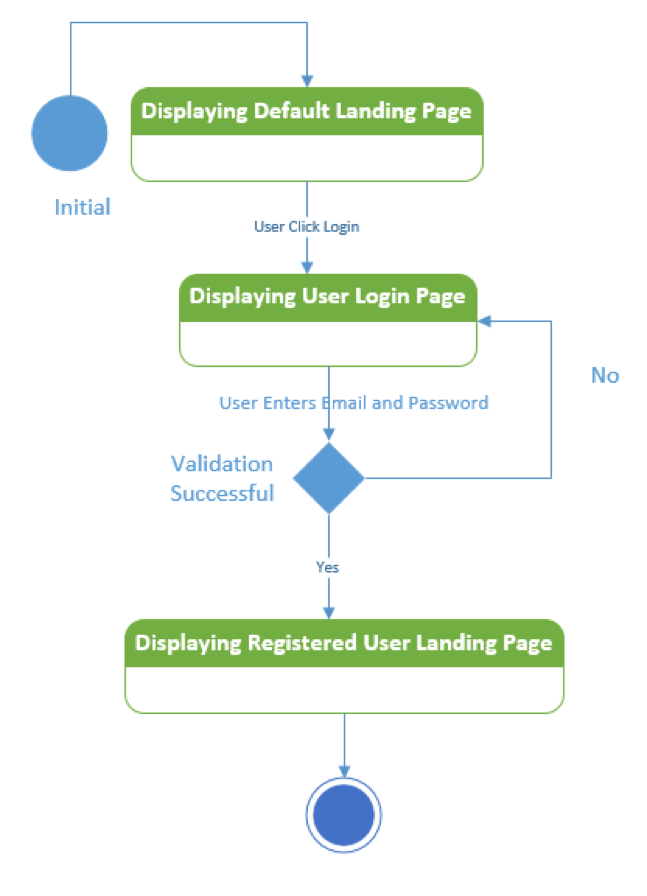 Displaying Default Landing Page
Initial
User Click Login
Displaying User Login Page
No
User Enters Email and Password
Validation
Successful
Yes
Displaying Registered User Landing Page